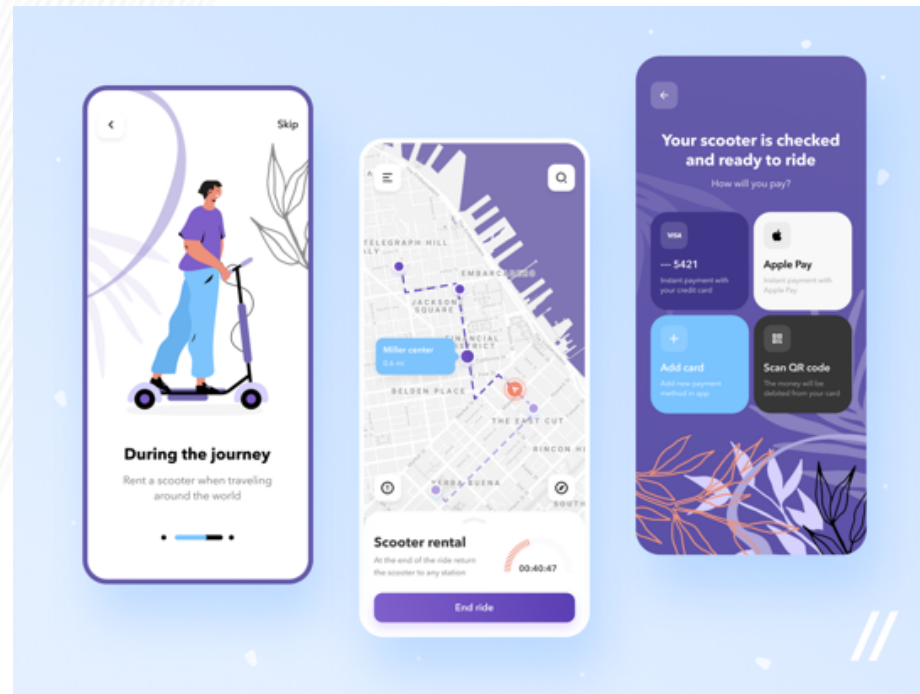 Skip
During the journey
Rent a scooter when traveling
around the world
TELEGRAPH HILL
EMBARCADERO
JACKSON
SQUARE
FINANCIAL
DISTRICT
Miller center
0.6 mi
BELDEN PLACE
THE EAST CUT
RINCON HI
YERBA BUENA
SOUTH
Scooter rental
At the end of the ride return
the scooter to any station
00:40:47
End ride
Your scooter is checked
and ready to ride
How will you pay?
VISA
5421
Instant payment with
your credit card
Apple Pay
Instant payment with
Apple Pay
Add card
Add new payment
method in app
Scan QR code
The money will be
debited from your card